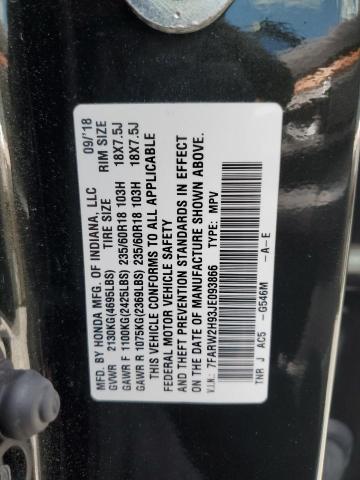 MFD. BY HONDA MFG. OF INDIANA, LLC 09/'18
GVWR 2130KG(4695LBS) TIRE SIZE RIM SIZE
GAWR F 1100KG(2425LBS) 235/60R18 103H 18X7.5J
GAWR R 1075KG(2369LBS) 235/60R18 103H 18X7.5J
THIS VEHICLE CONFORMS TO ALL APPLICABLE
FEDERAL MOTOR VEHICLE SAFETY
AND THEFT PREVENTION STANDARDS IN EFFECT
ON THE DATE OF MANUFACTURE SHOWN ABOVE.
V.I.N.: 7FARW2H93JE093866 TYPE: MPV
TNR J AC5 -G546M -A-E